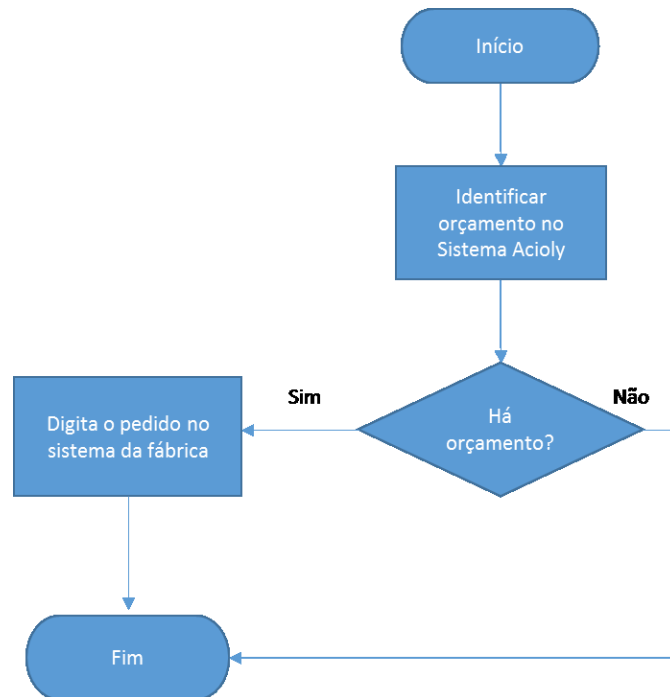 Início
Identificar
orçamento no
Sistema Acioly
Sim
Não
Há
orçamento?
Digita o pedido no
sistema da fábrica
Fim